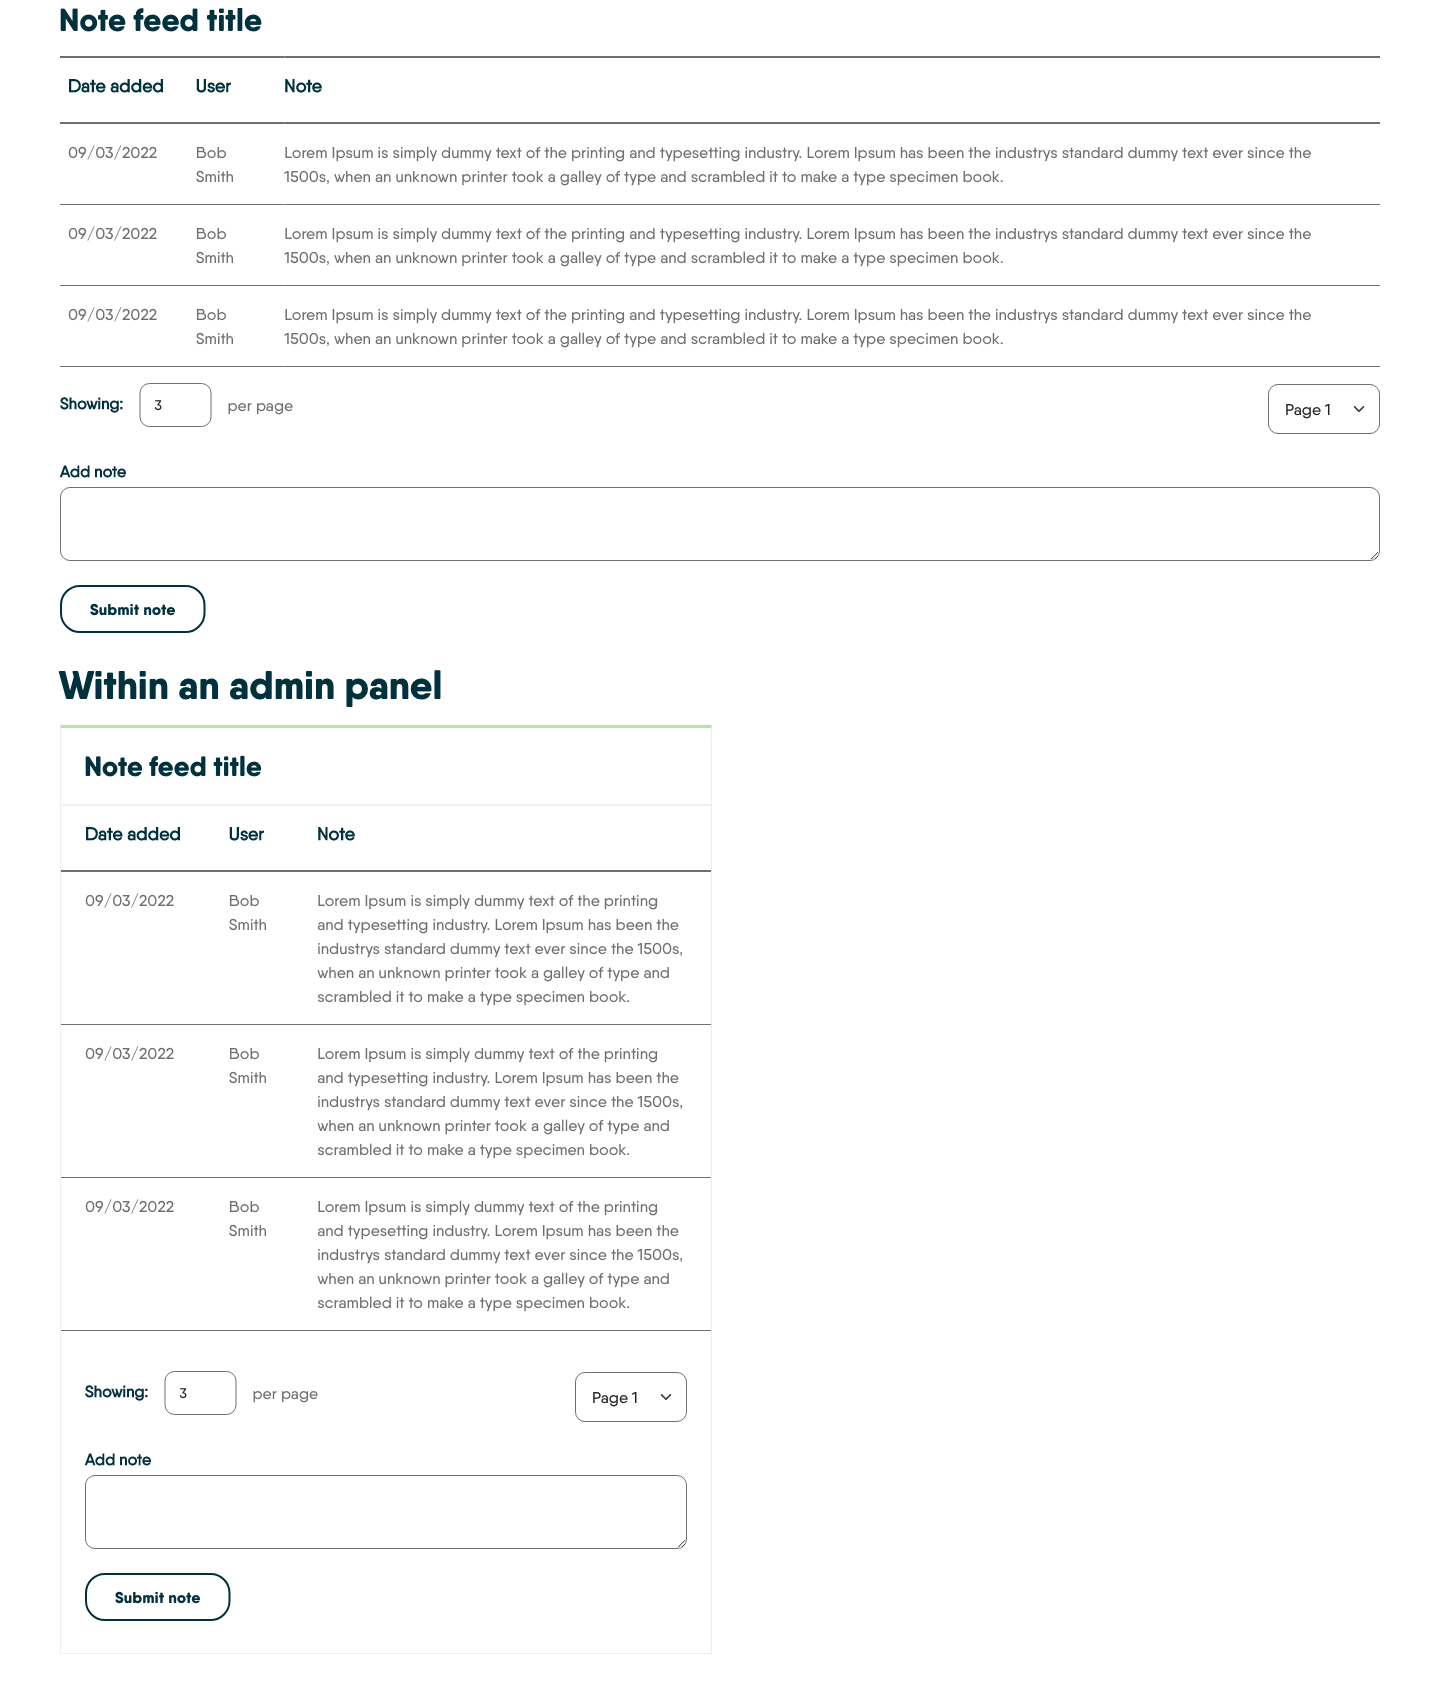 Note feed title
Date added User Note
09/03/2022 Bob Smith Lorem Ipsum is simply dummy text of the printing and typesetting industry. Lorem Ipsum has been the industrys standard dummy text ever since the
1500s, when an unknown printer took a galley of type and scrambled it to make a type specimen book.
09/03/2022 Bob Smith Lorem Ipsum is simply dummy text of the printing and typesetting industry. Lorem Ipsum has been the industrys standard dummy text ever since the
1500s, when an unknown printer took a galley of type and scrambled it to make a type specimen book.
09/03/2022 Bob Smith Lorem Ipsum is simply dummy text of the printing and typesetting industry. Lorem Ipsum has been the industrys standard dummy text ever since the
1500s, when an unknown printer took a galley of type and scrambled it to make a type specimen book.
Showing: 3 per page Page 1
Add note
Submit note
Within an admin panel
Note feed title
Date added User Note
09/03/2022 Bob Smith Lorem Ipsum is simply dummy text of the printing
and typesetting industry. Lorem Ipsum has been the
industrys standard dummy text ever since the 1500s,
when an unknown printer took a galley of type and
scrambled it to make a type specimen book.
09/03/2022 Bob Smith Lorem Ipsum is simply dummy text of the printing
and typesetting industry. Lorem Ipsum has been the
industrys standard dummy text ever since the 1500s,
when an unknown printer took a galley of type and
scrambled it to make a type specimen book.
09/03/2022 Bob Smith Lorem Ipsum is simply dummy text of the printing
and typesetting industry. Lorem Ipsum has been the
industrys standard dummy text ever since the 1500s,
when an unknown printer took a galley of type and
scrambled it to make a type specimen book.
Showing: 3 per page Page 1
Add note
Submit note